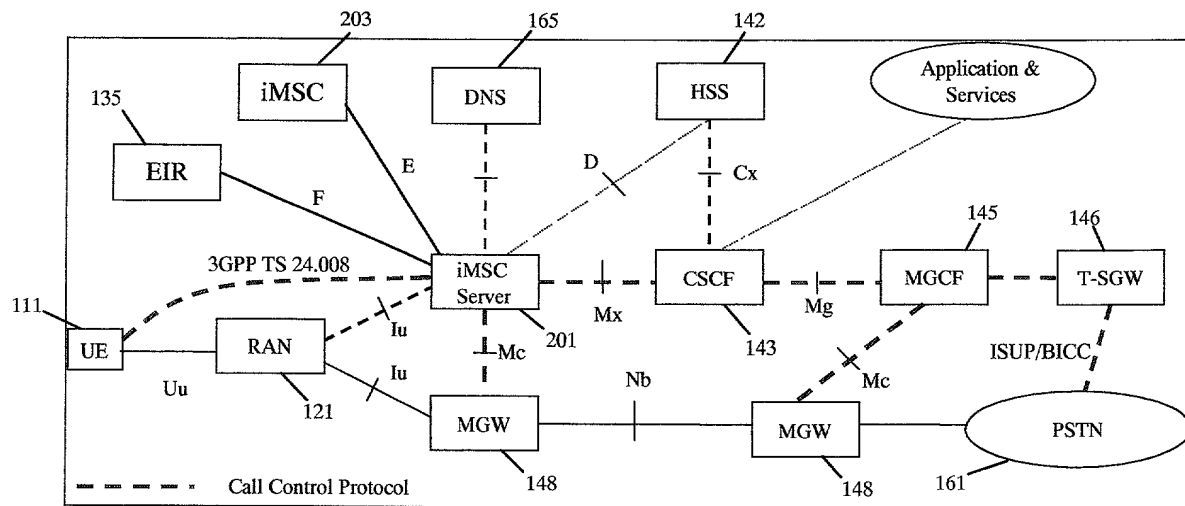 203
165
142
135
iMSC
DNS
HSS
Application &
Services
EIR
E
D
Cx
F
145
146
3GPP TS 24.008
iMSC
Server
CSCF
MGCF
T-SGW
111
Iu
Mx
Mg
UE
RAN
201
143
ISUP/BICC
Mc
Uu
Iu
Nb
Mc
121
MGW
MGW
PSTN
Call Control Protocol
148
148
161